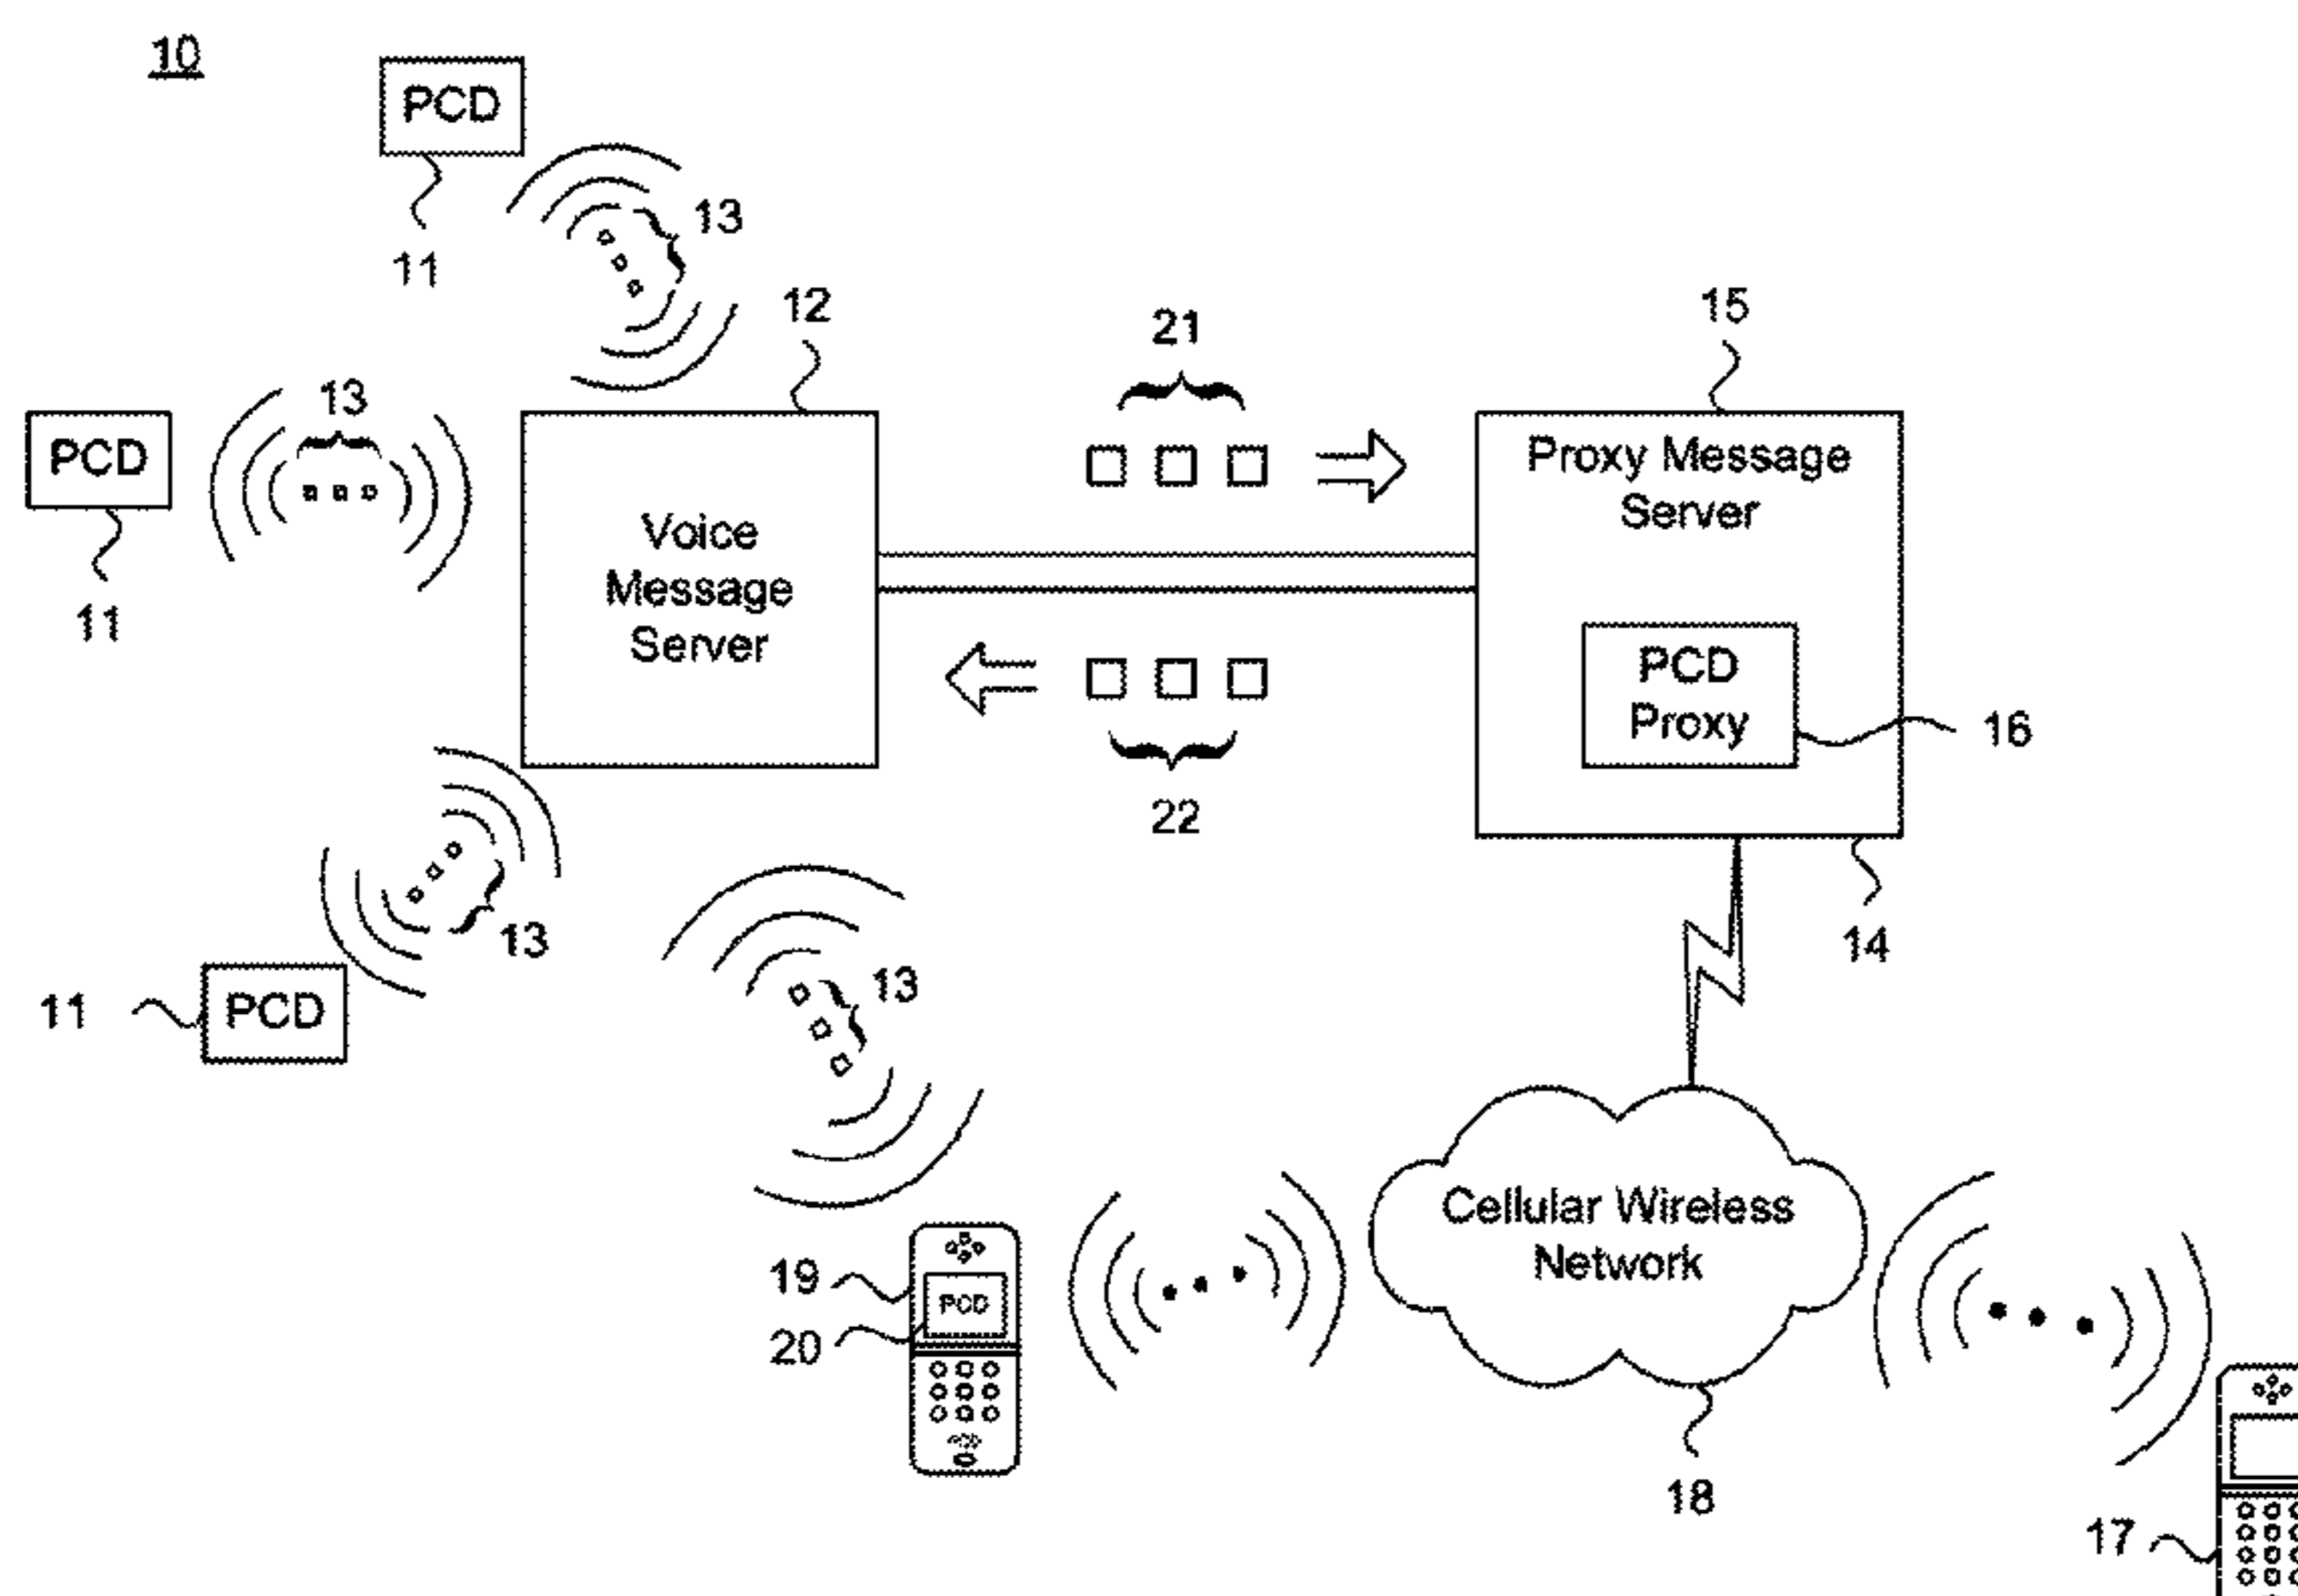 10
PCD
13
11
12
21
15
13
PCD
Proxy Message
Server
Voice
Message
Server
11
PCD
Proxy
16
22
13
14
13
11
PCD
Cellular Wireless
Network
19
PCD
20
18
17